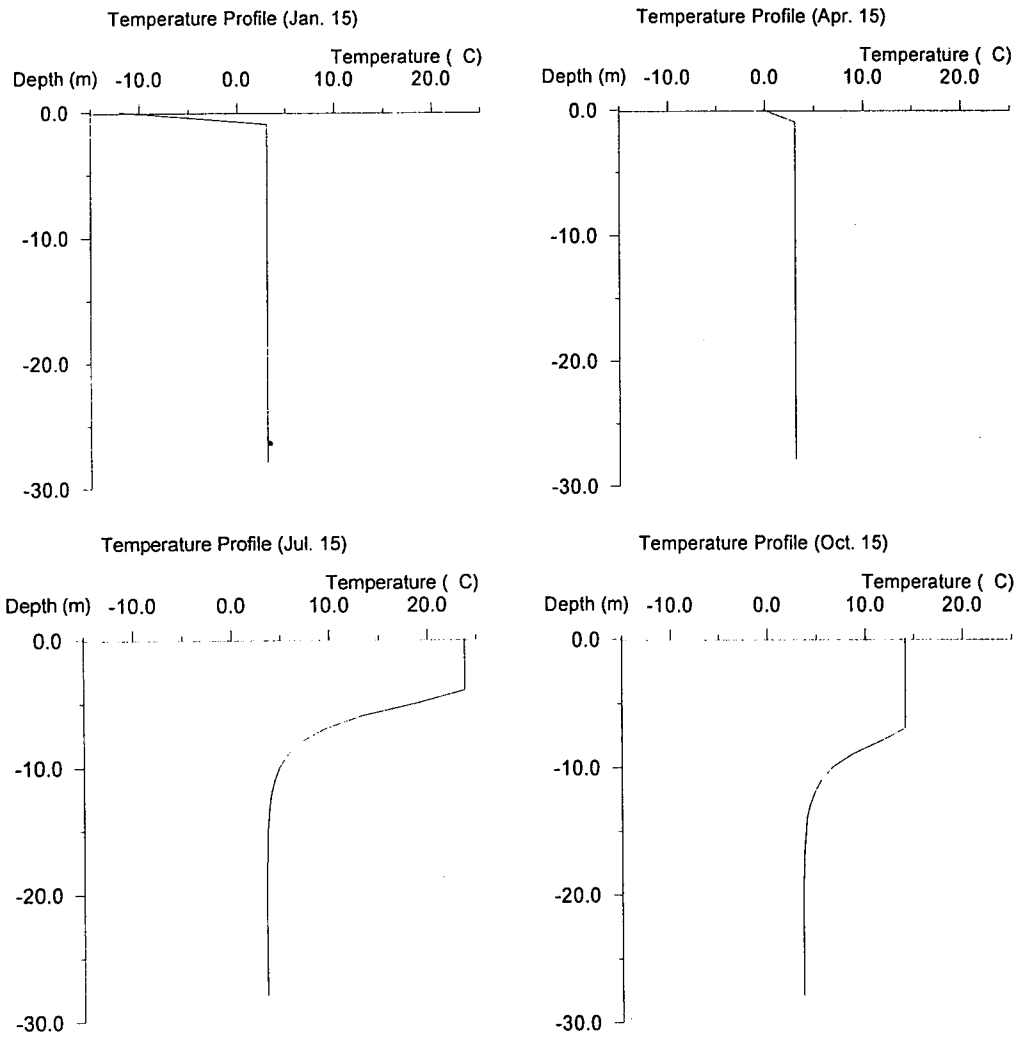 Temperature Profile (Jan. 15)
Temperature ( C)
Depth (m) -10.0 0.0 10.0 20.0
0.0
-10.0
-20.0
-30.0
Temperature Profile (Apr. 15)
Temperature ( C)
Depth (m) -10.0 0.0 10.0 20.0
0.0
-10.0
-20.0
-30.0
Temperature Profile (Jul. 15)
Temperature ( C)
Depth (m) -10.0 0.0 10.0 20.0
0.0
-10.0
-20.0
-30.0
Temperature Profile (Oct. 15)
Temperature ( C)
Depth (m) -10.0 0.0 10.0 20.0
0.0
-10.0
-20.0
-30.0